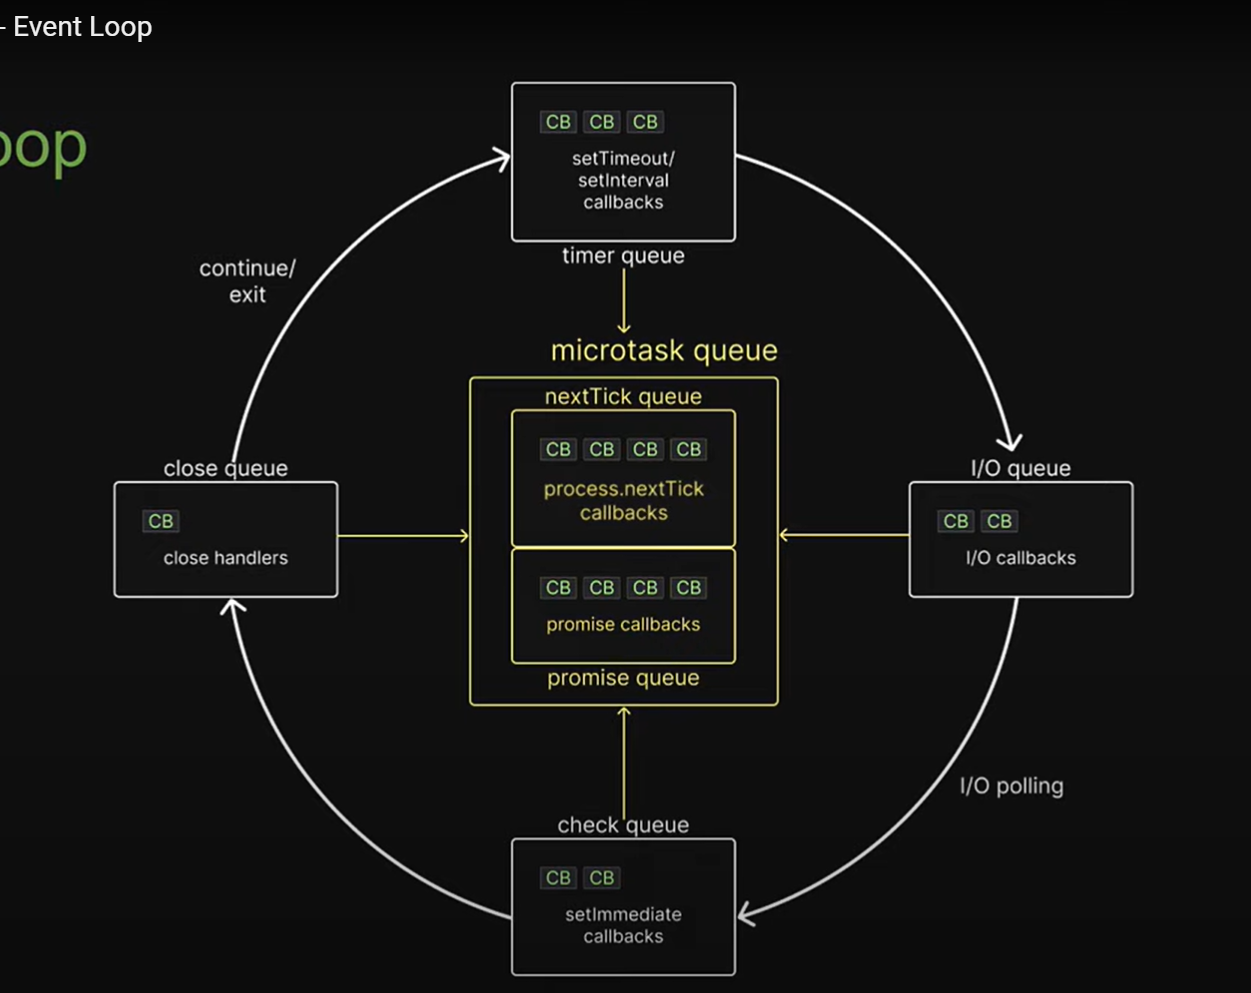 - Event Loop
oop
CB CB CB
setTimeout/
setInterval
callbacks
timer queue
continue/
exit
microtask queue
nextTick queue
CB CB CB CB
process.nextTick
callbacks
CB CB CB CB
promise callbacks
promise queue
close queue
CB
close handlers
I/O queue
CB CB
I/O callbacks
I/O polling
check queue
CB CB
setImmediate
callbacks